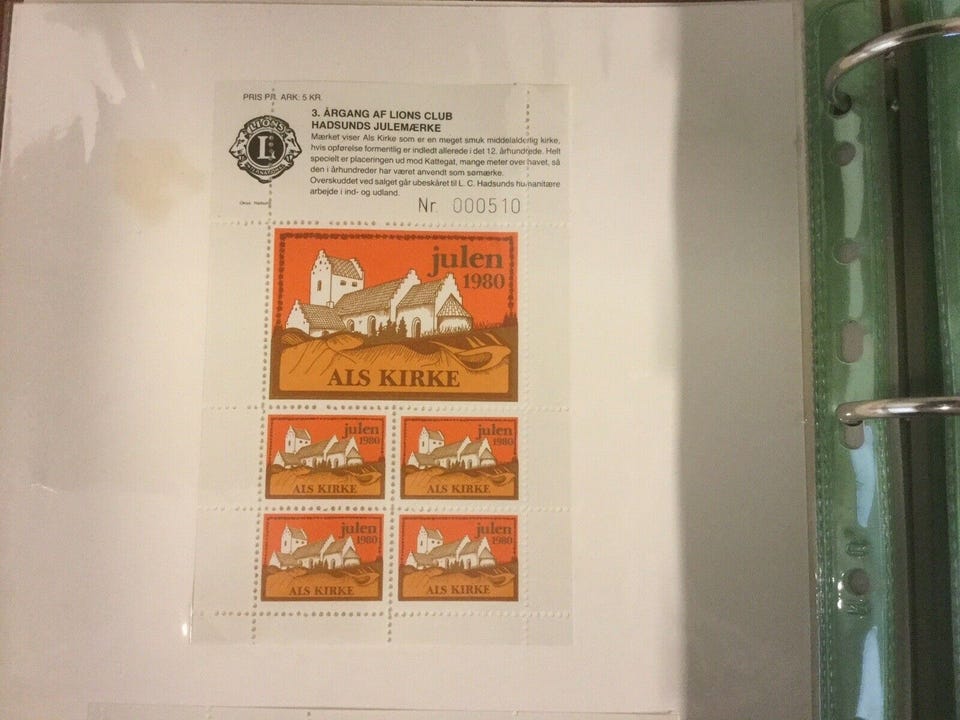 PRIS PR. ARK: 5 KR.
3. ÅRGANG AF LIONS CLUB
HADSUNDS JULEMÆRKE
Mærket viser Als Kirke som er en meget smuk middelalderlig kirke,
hvis opførelse formentlig er indledt allerede i det 12. århundrede. Helt
specielt er placeringen ud mod Kattegat, mange meter over havet, så
den i århundreder har været anvendt som sømærke.
Overskuddet ved salget går ubeskåret til L. C. Hadsunds humanitære
arbejde i ind- og udland.
LIONS
L
INTERNATIONAL
Nr. 000510
julen
1980
ALS KIRKE
julen
1980
ALS KIRKE
julen
1980
ALS KIRKE
julen
1980
ALS KIRKE
julen
1980
ALS KIRKE